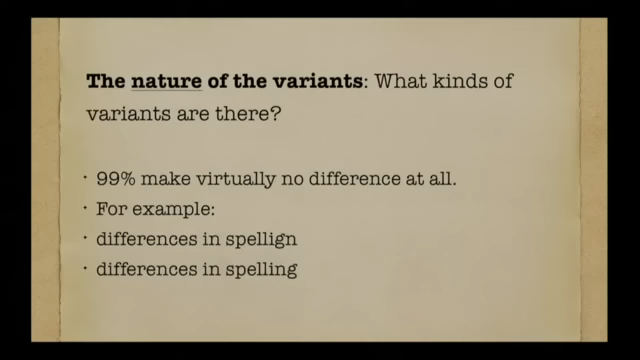 The nature of the variants: What kinds of
variants are there?
· 99% make virtually no difference at all.
· For example:
· differences in spellign
· differences in spelling